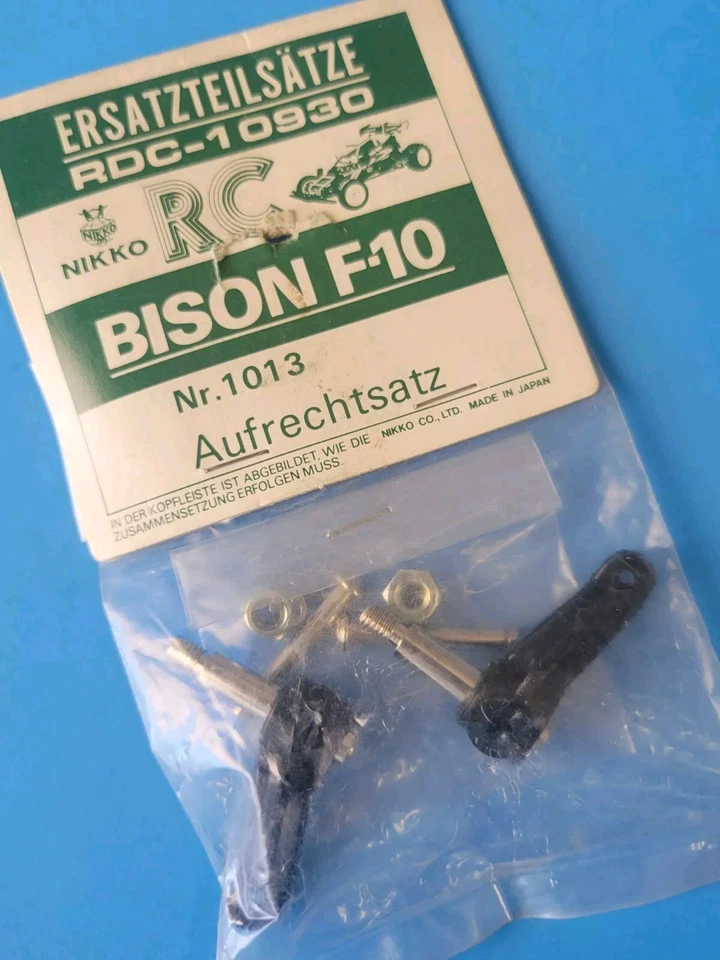 ERSATZTEILSÄTZE
RDC-10930
NIKKO
NIKKO
RC
BISON F-10
Nr.1013
Aufrechtsatz
IN DER KOPFLEISTE IST ABGEBILDET, WIE DIE
ZUSAMMENSETZUNG ERFOLGEN MUSS.
NIKKO CO., LTD. MADE IN JAPAN